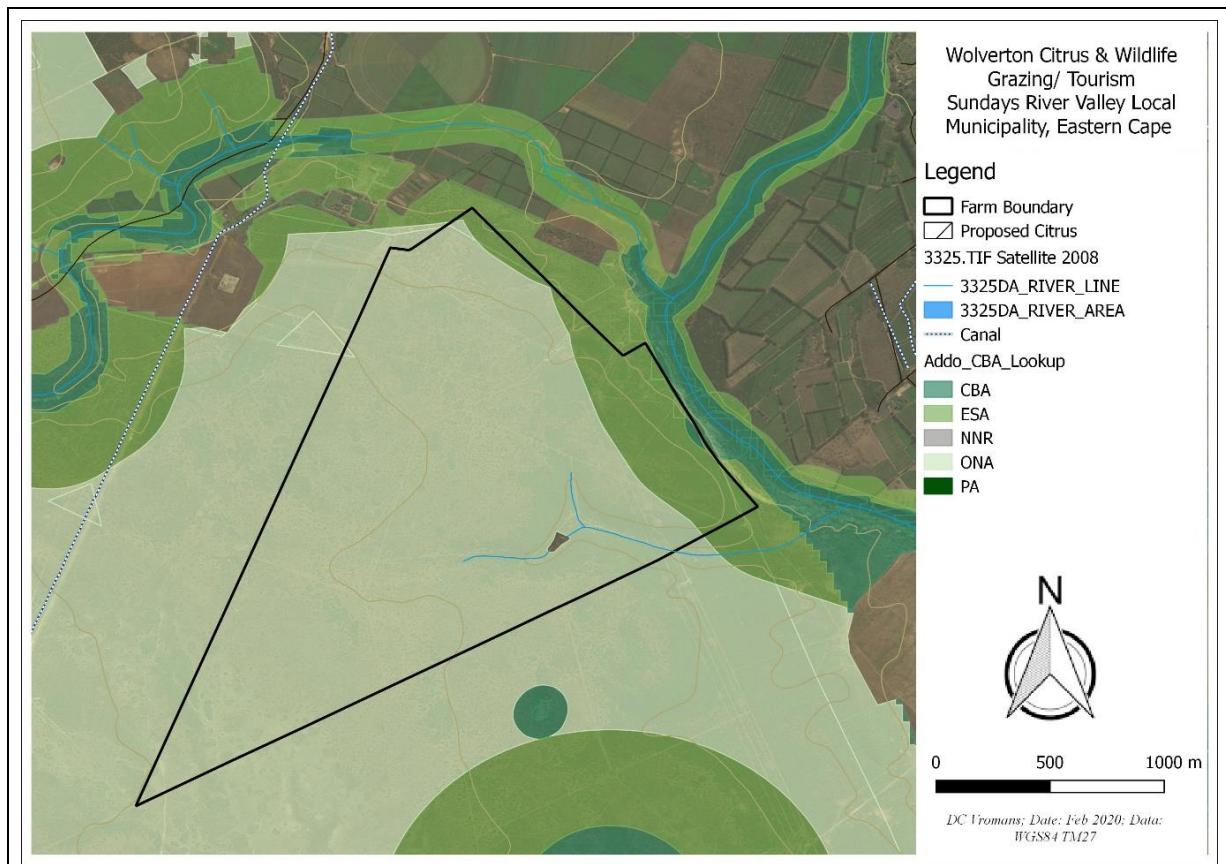 Wolverton Citrus & Wildlife
Grazing/ Tourism
Sundays River Valley Local
Municipality, Eastern Cape
Legend
Farm Boundary
Proposed Citrus
3325.TIF Satellite 2008
3325DA_RIVER_LINE
3325DA_RIVER_AREA
Canal
Addo_CBA_Lookup
CBA
ESA
NNR
ONA
PA
N
0 500 1000 m
DC Vromans; Date: Feb 2020; Data:
WGS84 TM27